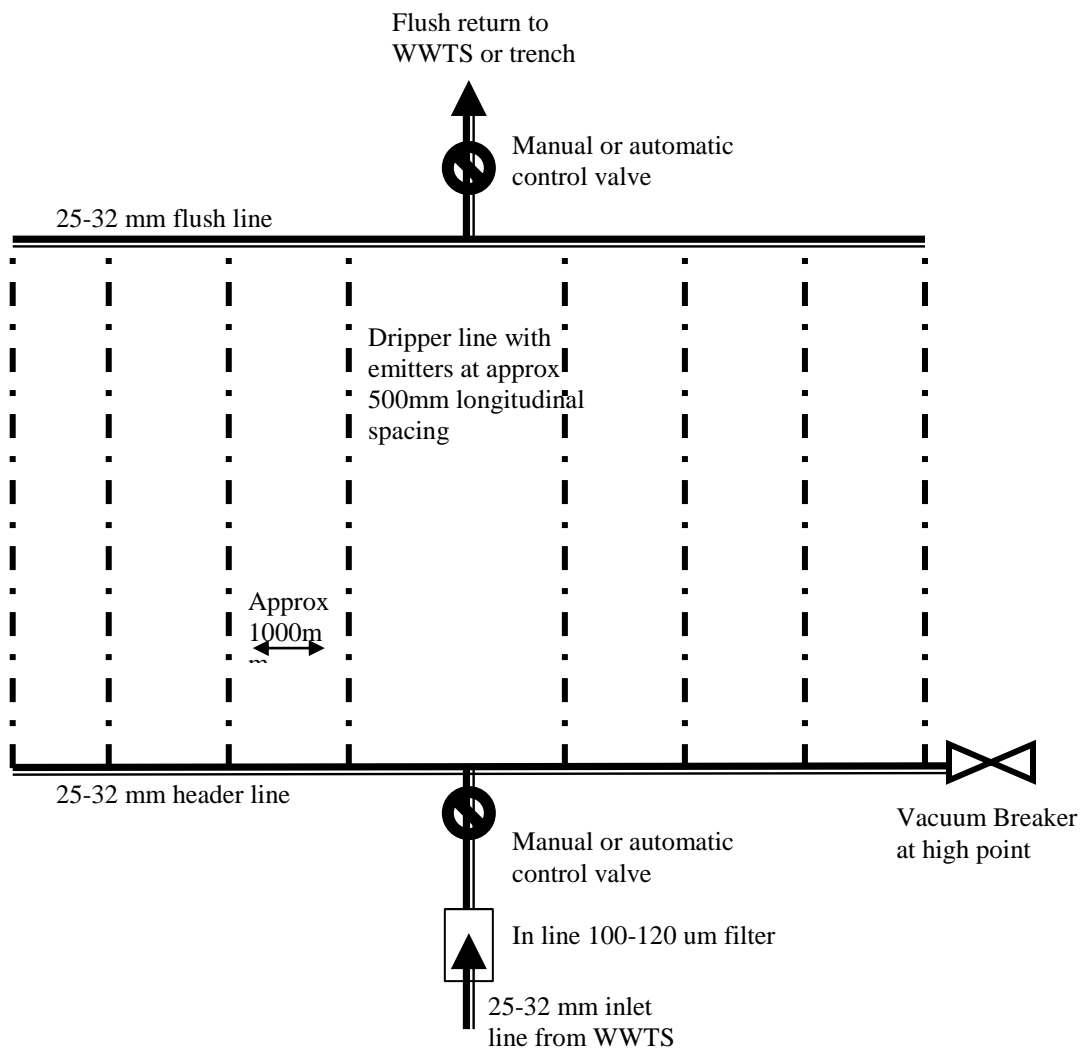 Flush return to
WWTS or trench
Manual or automatic
control valve
25-32 mm flush line
Dripper line with
emitters at approx
500mm longitudinal
spacing
Approx
1000m
m
25-32 mm header line
Vacuum Breaker
at high point
Manual or automatic
control valve
In line 100-120 um filter
25-32 mm inlet
line from WWTS